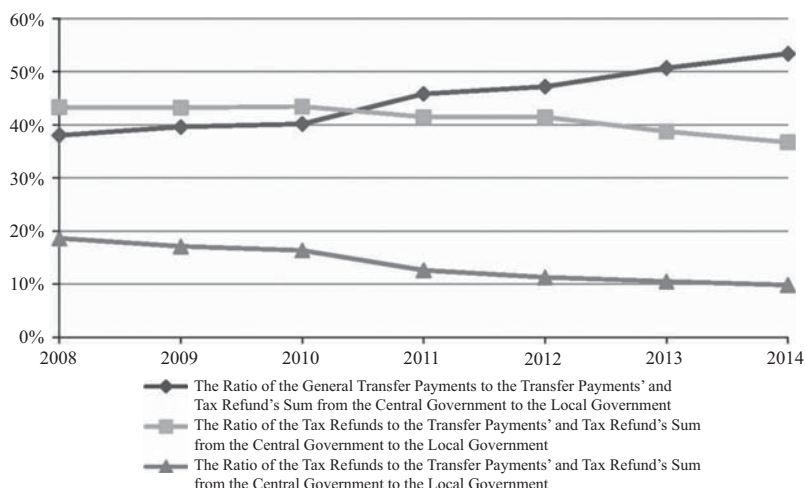 60%
50%
40%
30%
20%
10%
0%
2008 2009 2010 2011 2012 2013 2014
The Ratio of the General Transfer Payments to the Transfer Payments’ and
Tax Refund’s Sum from the Central Government to the Local Government
The Ratio of the Tax Refunds to the Transfer Payments’ and Tax Refund’s Sum
from the Central Government to the Local Government
The Ratio of the Tax Refunds to the Transfer Payments’ and Tax Refund’s Sum
from the Central Government to the Local Government